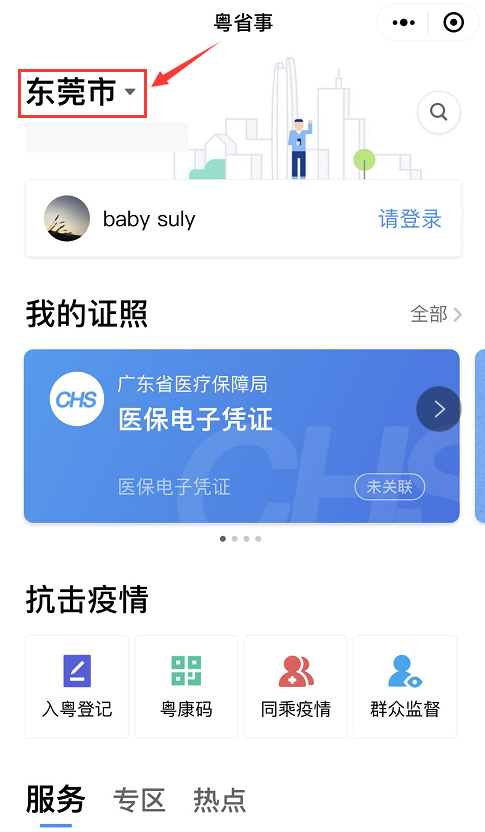 粤省事
东莞市
baby suly
请登录
我的证照
全部
CHS
广东省医疗保障局
医保电子凭证
CHS
医保电子凭证
未关联
抗击疫情
入粤登记
粤康码
同乘疫情
群众监督
服务
专区
热点